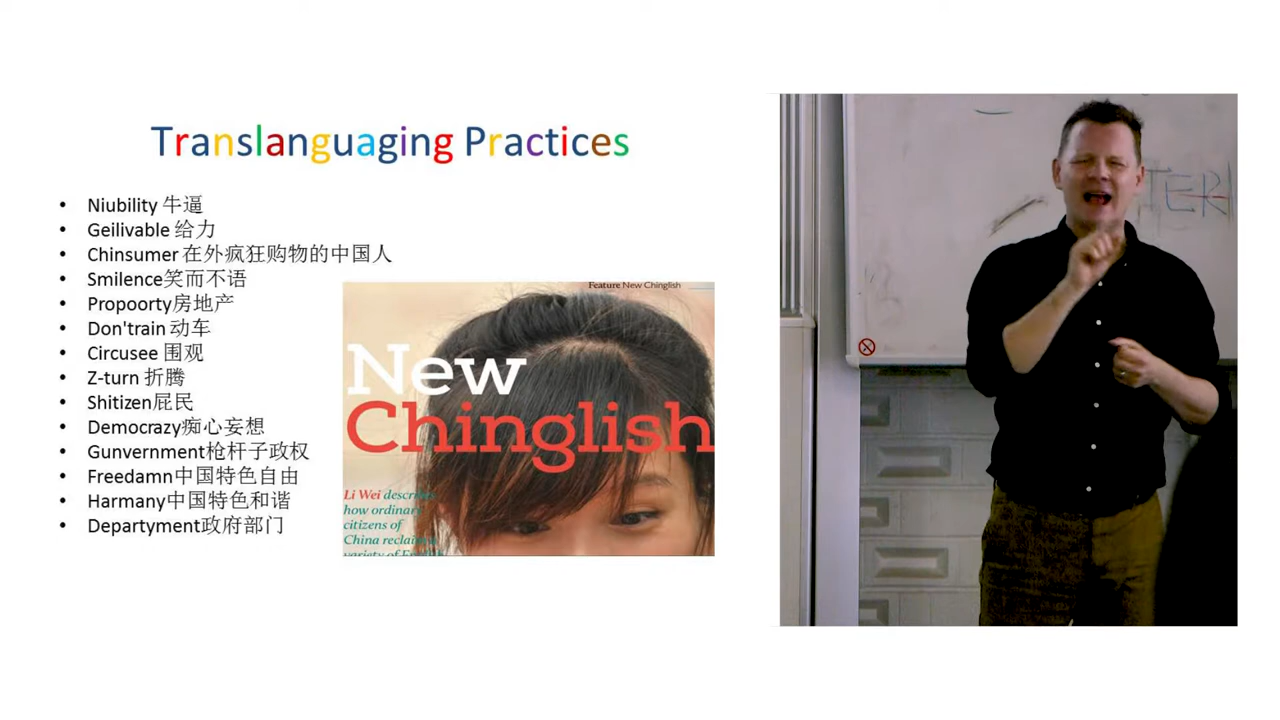 Translanguaging Practices
• Niubility 牛逼
• Geilivable 给力
• Chinsumer 在外疯狂购物的中国人
• Smilence笑而不语
• Propoorty房地产
• Don'train 动车
• Circusee 围观
• Z-turn 折腾
• Shitizen屁民
• Democrazy痴心妄想
• Gunvernment枪杆子政权
• Freedamn中国特色自由
• Harmany中国特色和谐
• Departyment政府部门
Feature New Chinglish
New
Chinglish
Li Wei describes
how ordinary
citizens of
China reclaim
variety of
TER